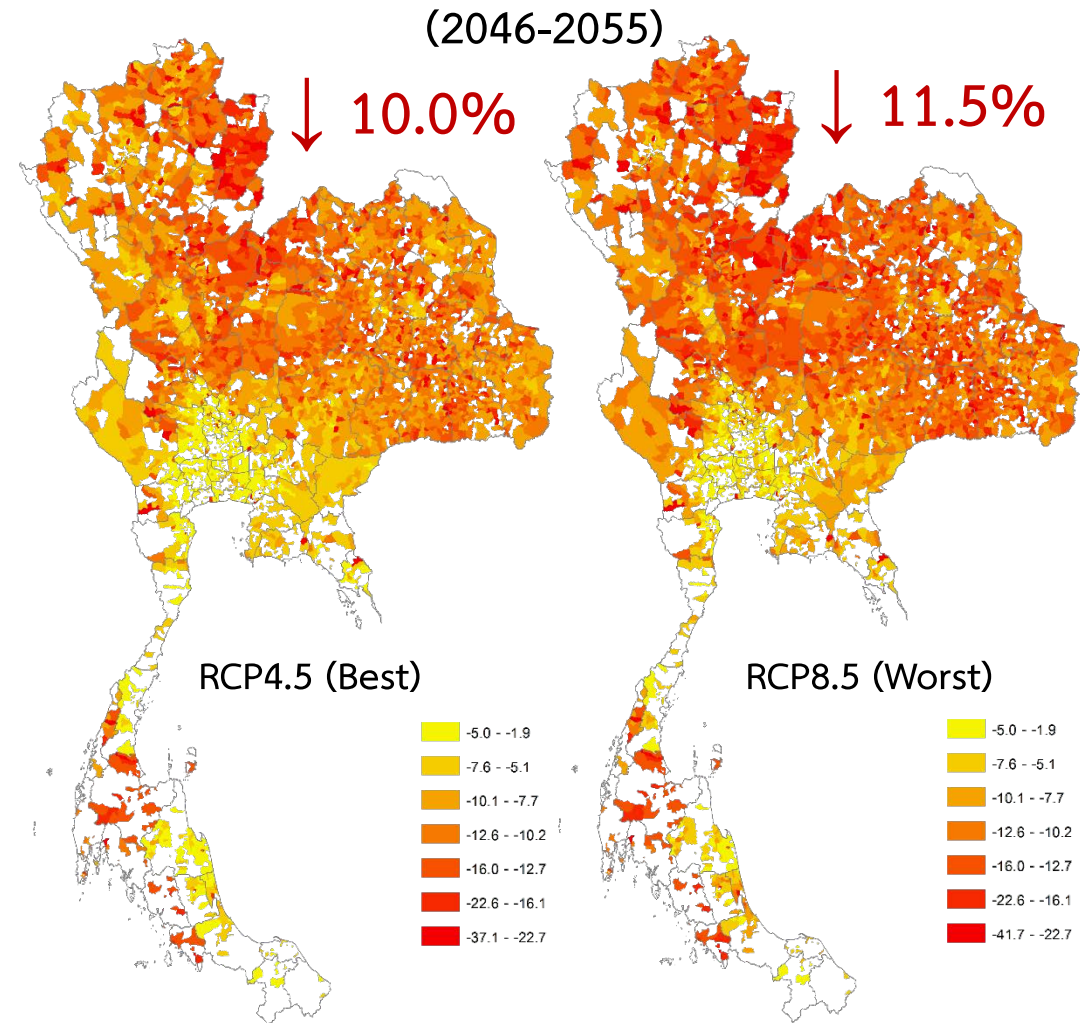 (2046-2055)
↓ 10.0%
↓ 11.5%
RCP4.5 (Best)
-5.0 - -1.9
-7.6 - -5.1
-10.1 - -7.7
-12.6 - -10.2
-16.0 - -12.7
-22.6 - -16.1
-37.1 - -22.7
RCP8.5 (Worst)
-5.0 - -1.9
-7.6 - -5.1
-10.1 - -7.7
-12.6 - -10.2
-16.0 - -12.7
-22.6 - -16.1
-41.7 - -22.7